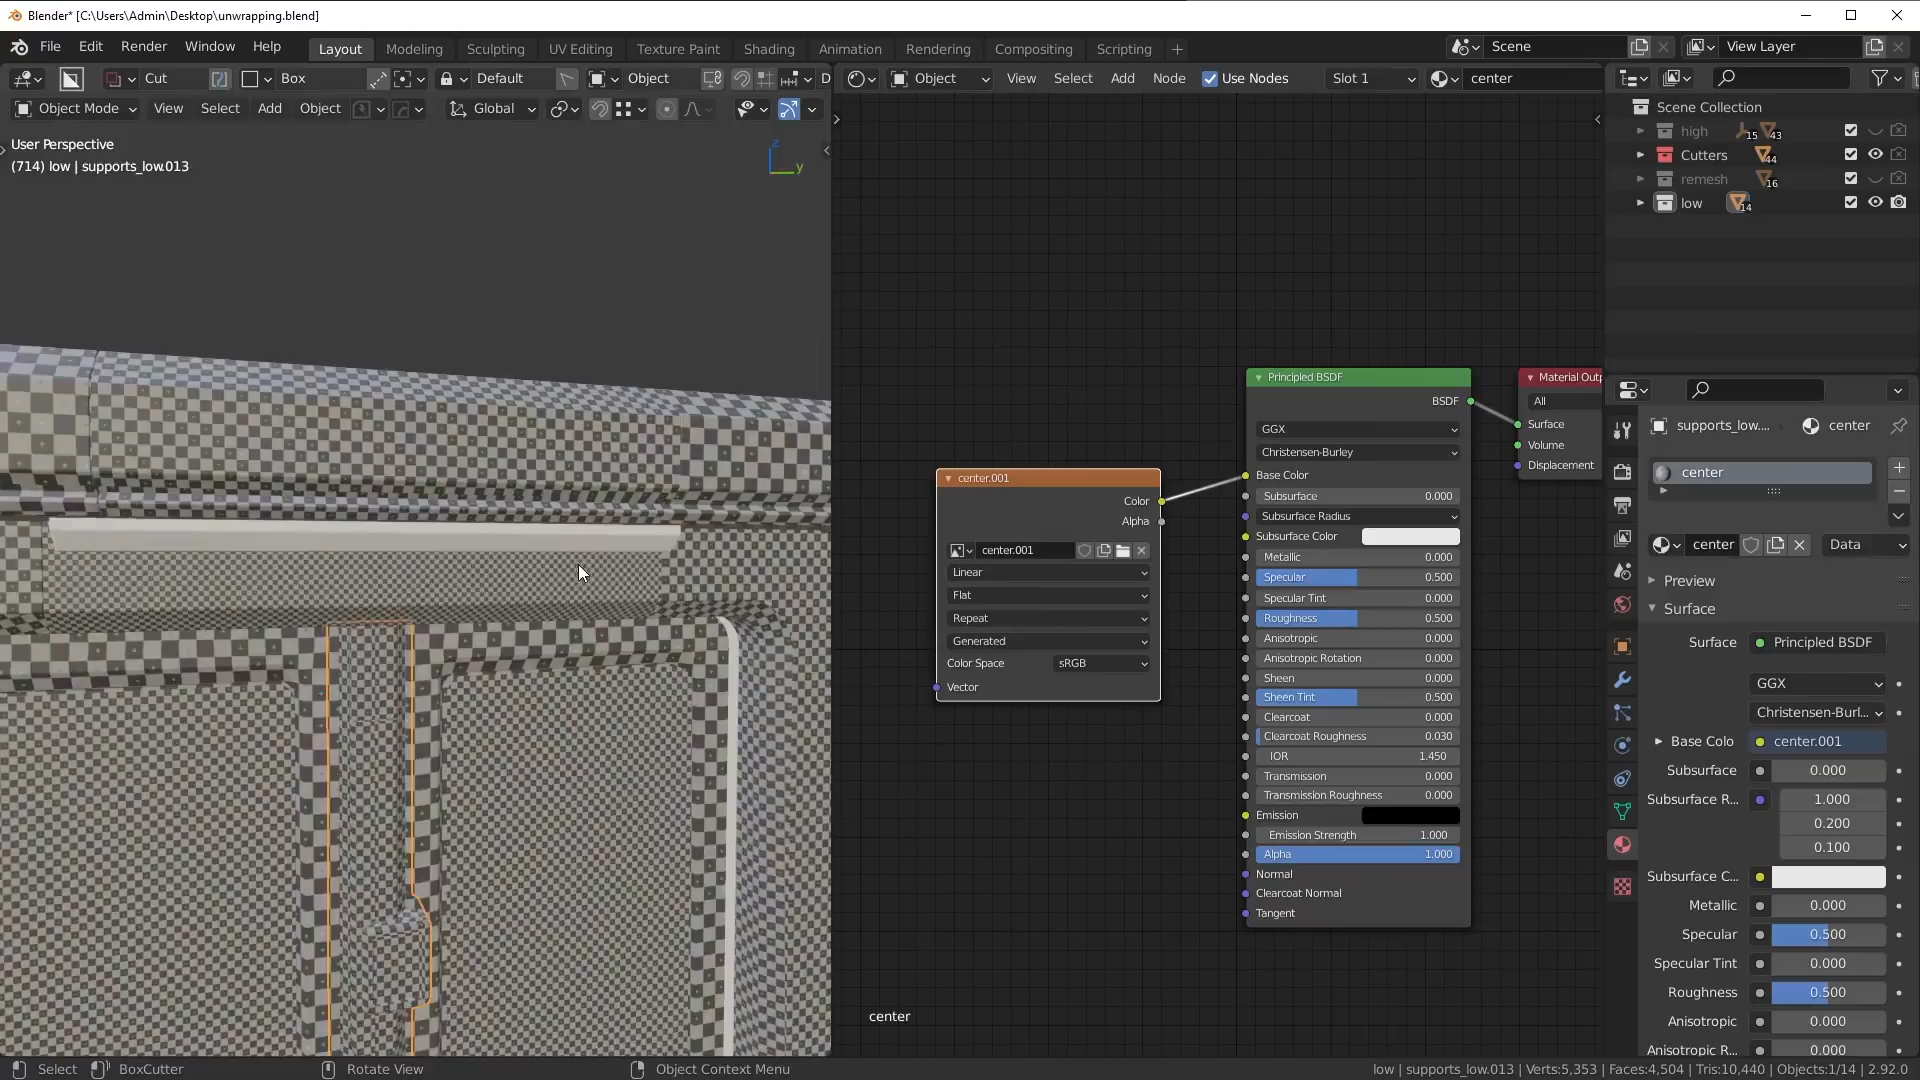 Blender* [C:\Users\Admin\Desktop\unwrapping.blend]
File Edit Render Window Help Layout Modeling Sculpting UV Editing Texture Paint Shading Animation Rendering Compositing Scripting + Scene View Layer
Cut Box Default Object D Object View Select Add Node Use Nodes Slot 1 center
Object Mode View Select Add Object Global
User Perspective
(714) low | supports_low.013
z
y
Scene Collection
high 15 43
Cutters 44
remesh 16
low 14
center.001
Color
Alpha
center.001
Linear
Flat
Repeat
Generated
Color Space sRGB
Vector
Principled BSDF
BSDF
GGX
Christensen-Burley
Base Color
Subsurface 0.000
Subsurface Radius
Subsurface Color
Metallic 0.000
Specular 0.500
Specular Tint 0.000
Roughness 0.500
Anisotropic 0.000
Anisotropic Rotation 0.000
Sheen 0.000
Sheen Tint 0.500
Clearcoat 0.000
Clearcoat Roughness 0.030
IOR 1.450
Transmission 0.000
Transmission Roughness 0.000
Emission
Emission Strength 1.000
Alpha 1.000
Normal
Clearcoat Normal
Tangent
Material Outp
All
Surface
Volume
Displacement
center
supports_low.... center
center
center Data
Preview
Surface
Surface Principled BSDF
GGX
Christensen-Burl...
Base Colo center.001
Subsurface 0.000
Subsurface R... 1.000
0.200
0.100
Subsurface C...
Metallic 0.000
Specular 0.500
Specular Tint 0.000
Roughness 0.500
Anisotropic 0.000
Anisotropic R... 0.000
Select BoxCutter Rotate View Object Context Menu low | supports_low.013 | Verts:5,353 | Faces:4,504 | Tris:10,440 | Objects:1/14 | 2.92.0